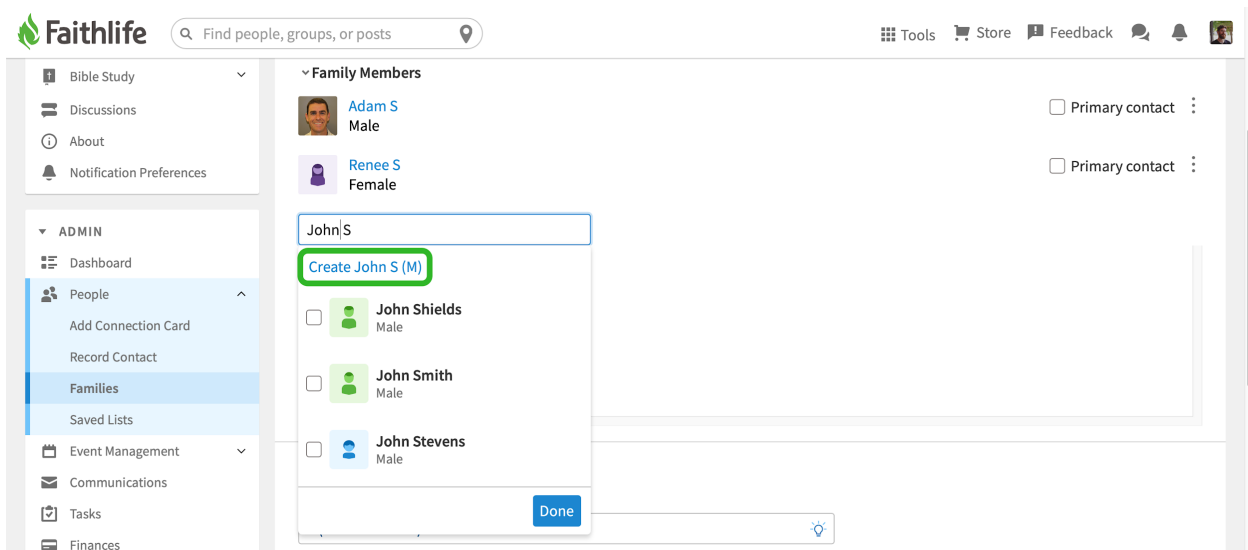 Faithlife
Find people, groups, or posts
Tools
Store
Feedback
Bible Study
Discussions
About
Notification Preferences
ADMIN
Dashboard
People
Add Connection Card
Record Contact
Families
Saved Lists
Event Management
Communications
Tasks
Finances
Family Members
Adam S
Male
Primary contact
Renee S
Female
Primary contact
John S
Create John S (M)
John Shields
Male
John Smith
Male
John Stevens
Male
Done